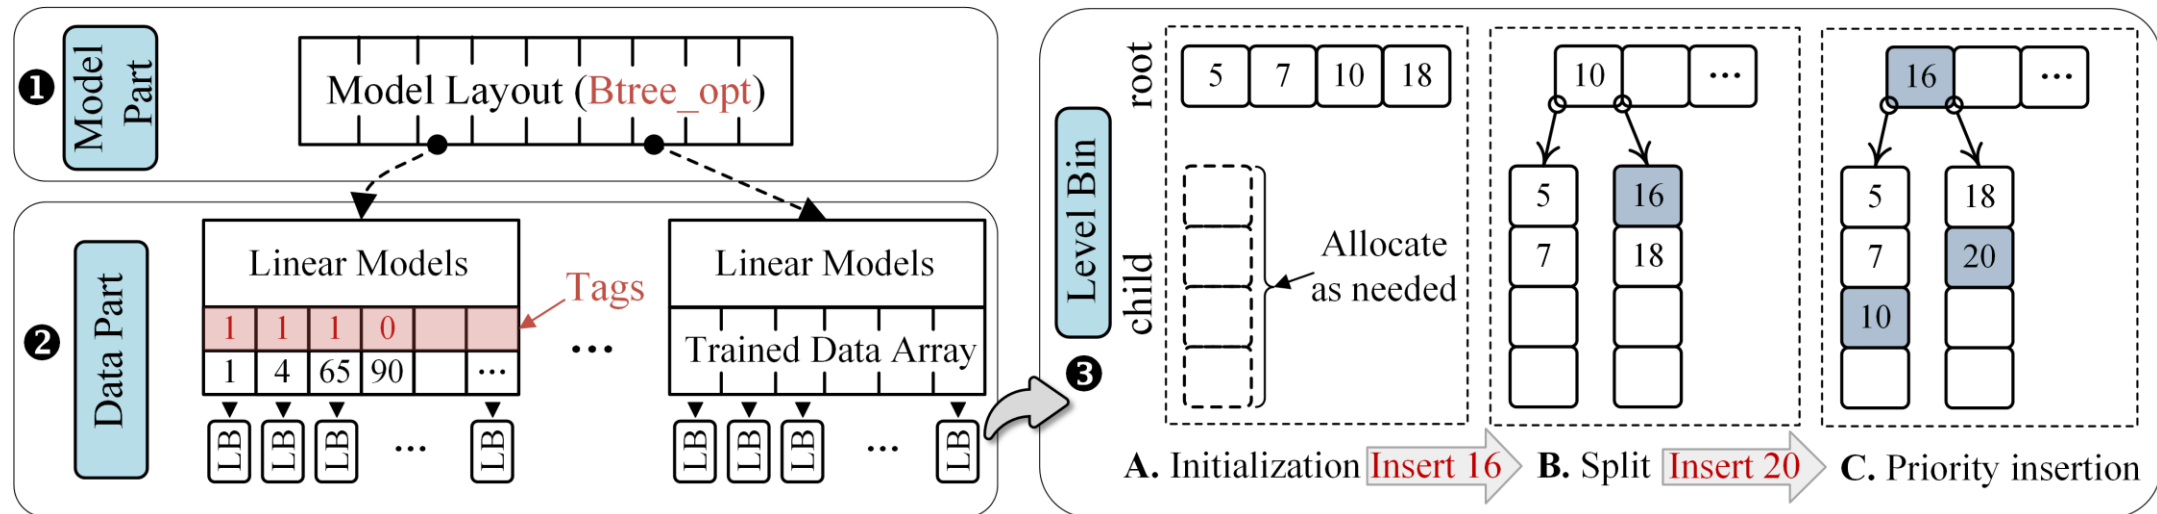 ❶
Model
Part
Model Layout (Btree_opt)
❷
Data Part
Linear Models
1 1 1 0
1 4 65 90 ...
LB LB LB ... LB
Tags
...
Linear Models
Trained Data Array
LB LB LB ... LB
❸
Level Bin
root
child
5 7 10 18
Allocate
as needed
A. Initialization
Insert 16
10 ...
5 16
7 18
B. Split
Insert 20
16 ...
5 18
7 20
10
C. Priority insertion